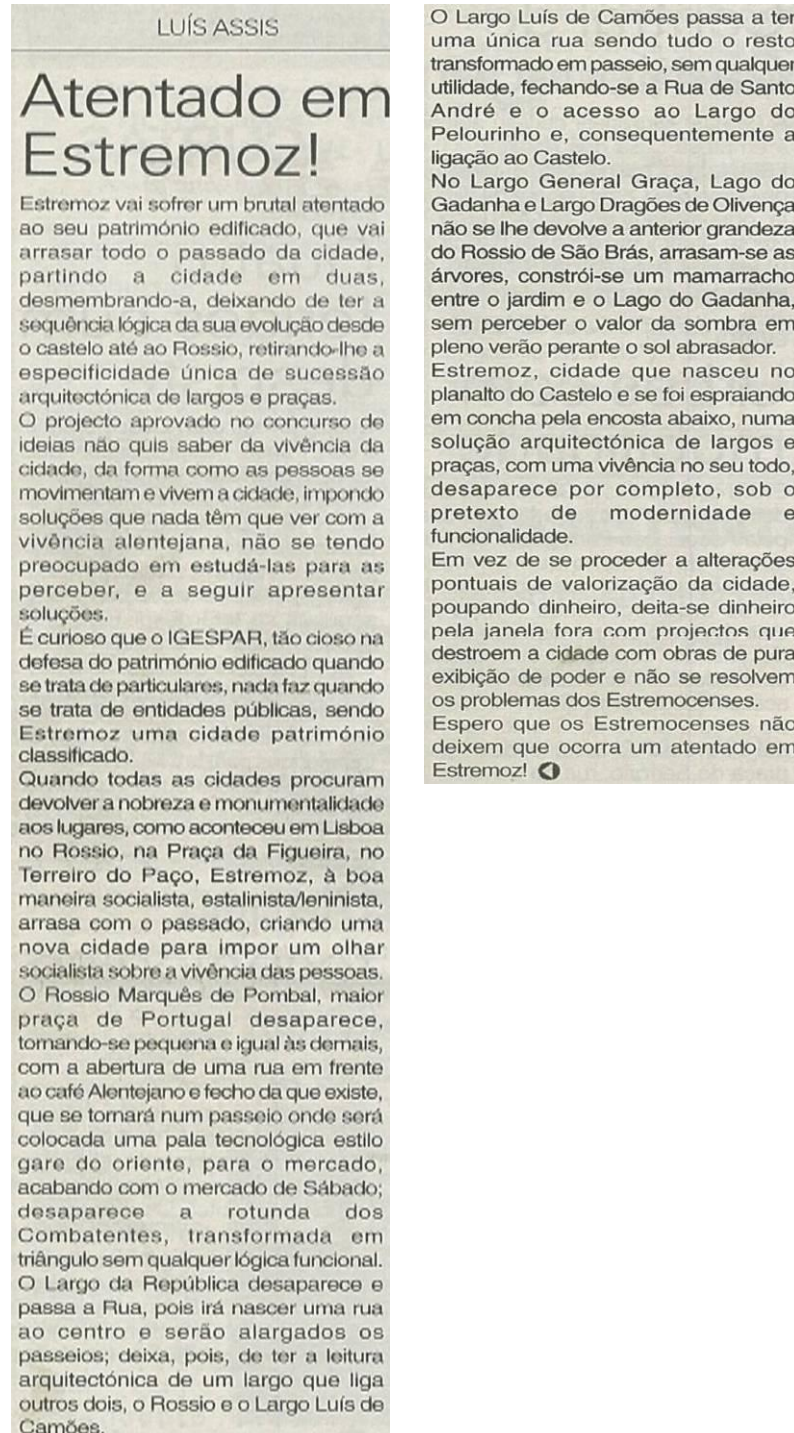 LUÍS ASSIS
Atentado em
Estremoz!
Estremoz vai sofrer um brutal atentado
ao seu património edificado, que vai
arrasar todo o passado da cidade,
partindo a cidade em duas,
desmembrando-a, deixando de ter a
sequência lógica da sua evolução desde
o castelo até ao Rossio, retirando-lhe a
especificidade única de sucessão
arquitectónica de largos e praças.
O projecto aprovado no concurso de
ideias não quis saber da vivência da
cidade, da forma como as pessoas se
movimentam e vivem a cidade, impondo
soluções que nada têm que ver com a
vivência alentejana, não se tendo
preocupado em estudá-las para as
perceber, e a seguir apresentar
soluções.
É curioso que o IGESPAR, tão cioso na
defesa do património edificado quando
se trata de particulares, nada faz quando
se trata de entidades públicas, sendo
Estremoz uma cidade património
classificado.
Quando todas as cidades procuram
devolver a nobreza e monumentalidade
aos lugares, como aconteceu em Lisboa
no Rossio, na Praça da Figueira, no
Terreiro do Paço, Estremoz, à boa
maneira socialista, estalinista/leninista,
arrasa com o passado, criando uma
nova cidade para impor um olhar
socialista sobre a vivência das pessoas.
O Rossio Marquês de Pombal, maior
praça de Portugal desaparece,
tornando-se pequena e igual às demais,
com a abertura de uma rua em frente
ao café Alentejano e fecho da que existe,
que se tornará num passeio onde será
colocada uma pala tecnológica estilo
gare do oriente, para o mercado,
acabando com o mercado de Sábado;
desaparece a rotunda dos
Combatentes, transformada em
triângulo sem qualquer lógica funcional.
O Largo da República desaparece e
passa a Rua, pois irá nascer uma rua
ao centro e serão alargados os
passeios; deixa, pois, de ter a leitura
arquitectónica de um largo que liga
outros dois, o Rossio e o Largo Luís de
Camões.
O Largo Luís de Camões passa a ter
uma única rua sendo tudo o resto
transformado em passeio, sem qualquer
utilidade, fechando-se a Rua de Santo
André e o acesso ao Largo do
Pelourinho e, consequentemente a
ligação ao Castelo.
No Largo General Graça, Lago do
Gadanha e Largo Dragões de Olivença
não se lhe devolve a anterior grandeza
do Rossio de São Brás, arrasam-se as
árvores, constrói-se um mamarracho
entre o jardim e o Lago do Gadanha,
sem perceber o valor da sombra em
pleno verão perante o sol abrasador.
Estremoz, cidade que nasceu no
planalto do Castelo e se foi espraiando
em concha pela encosta abaixo, numa
solução arquitectónica de largos e
praças, com uma vivência no seu todo,
desaparece por completo, sob o
pretexto de modernidade e
funcionalidade.
Em vez de se proceder a alterações
pontuais de valorização da cidade,
poupando dinheiro, deita-se dinheiro
pela janela fora com projectos que
destroem a cidade com obras de pura
exibição de poder e não se resolvem
os problemas dos Estremocenses.
Espero que os Estremocenses não
deixem que ocorra um atentado em
Estremoz!